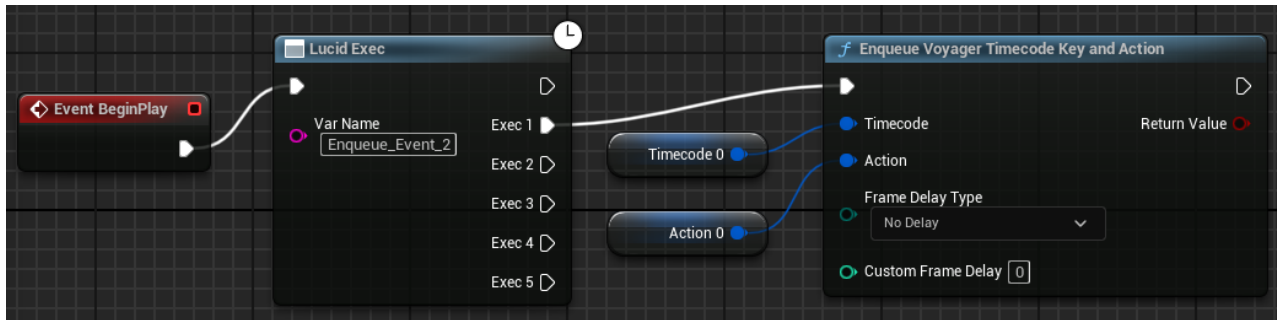 Event BeginPlay
Lucid Exec
Var Name
Enqueue_Event_2
Exec 1
Exec 2
Exec 3
Exec 4
Exec 5
Timecode 0
Action 0
f Enqueue Voyager Timecode Key and Action
Timecode
Return Value
Action
Frame Delay Type
No Delay
Custom Frame Delay 0